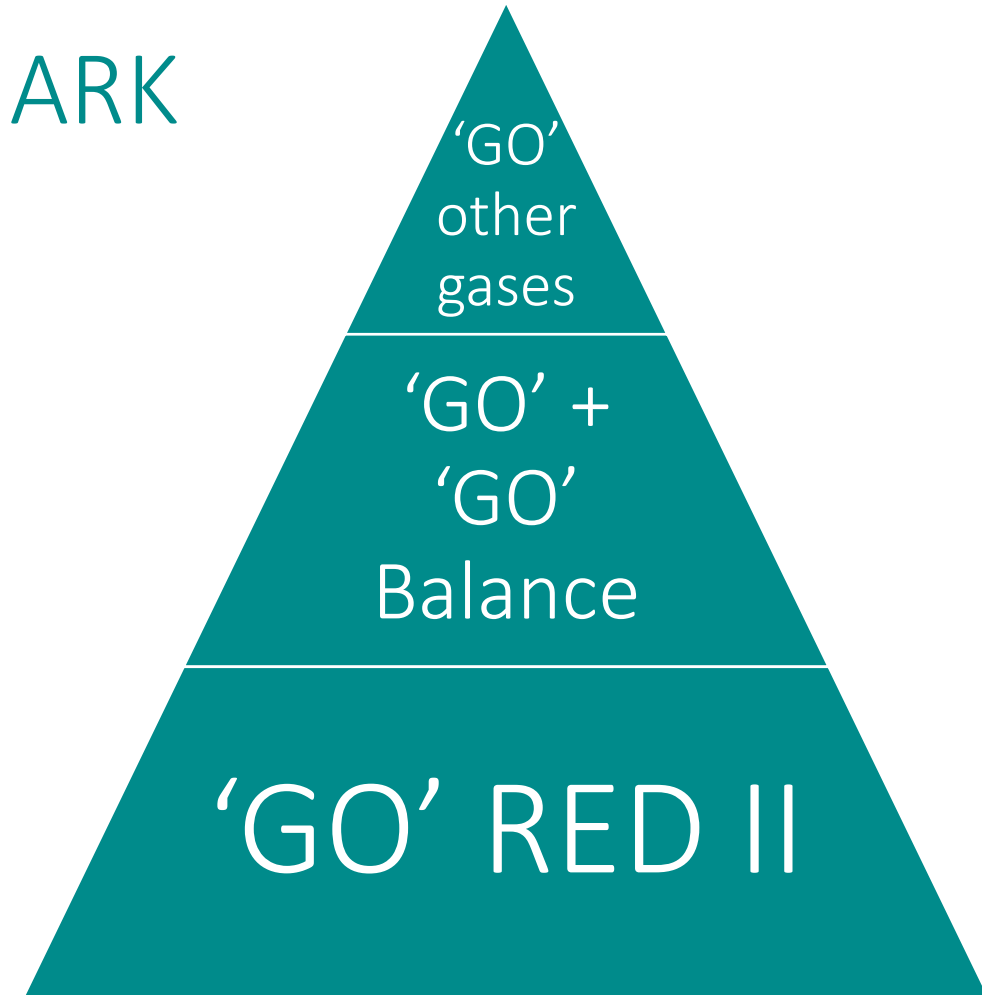 ARK
‘GO’
other
gases
‘GO’ +
‘GO’
Balance
‘GO’ RED II